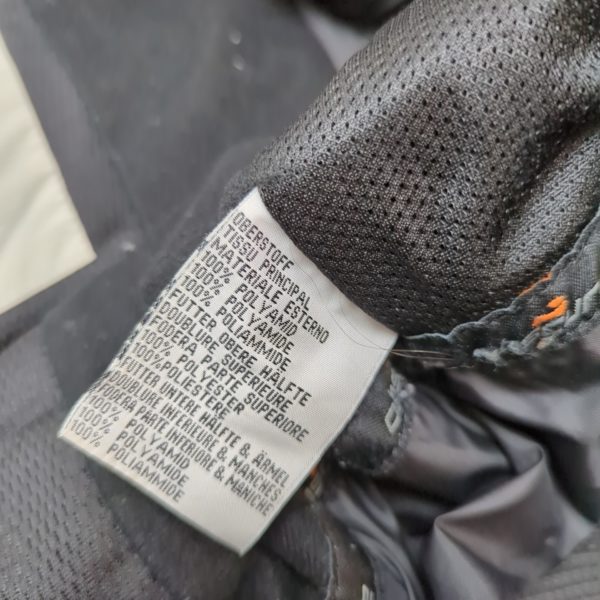 OBERSTOFF
TISSU PRINCIPAL
MATERIALE ESTERNO
100% POLYAMID
100% POLYAMIDE
100% POLIAMMIDE
FUTTER OBERE HÄLFTE
DOUBLURE SUPERIEURE
FODERA PARTE SUPERIORE
100% POLYESTER
100% POLIESTERE
FUTTER UNTERE HÄLFTE & ÄRMEL
DOUBLURE INFERIEURE & MANCHES
FODERA PARTE INFERIORE & MANICHE
100% POLYAMID
100% POLYAMIDE
100% POLIAMMIDE